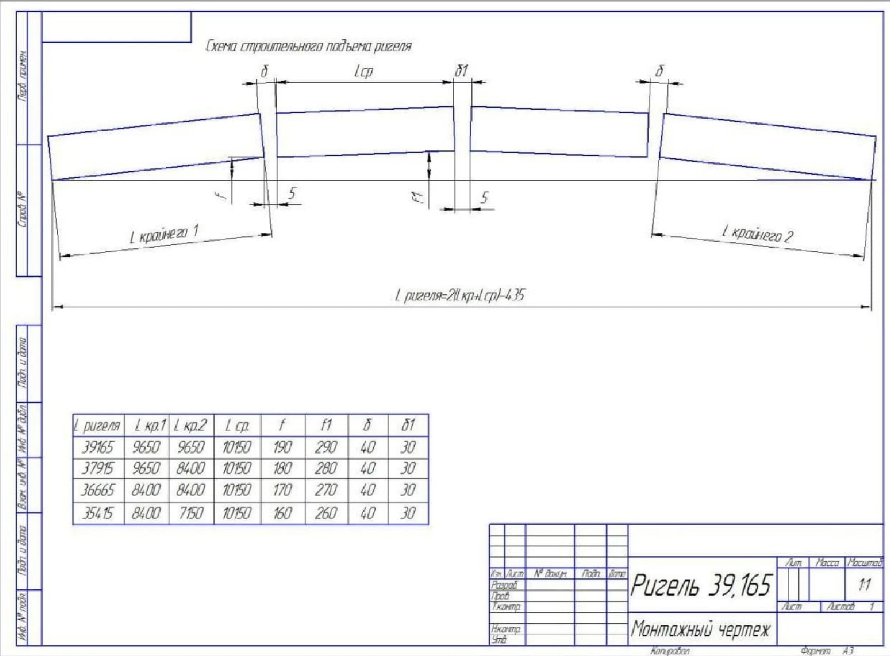 Схема строительного подъема ригеля
δ Lср δ1 δ
f 5 f1 5
L крайнего 1 L крайнего 2
L ригеля=2(Lкр+Lср)-435
L ригеля L кр.1 L кр.2 L ср. f f1 δ δ1
39165 9650 9650 10150 190 290 40 30
37915 9650 8400 10150 180 280 40 30
36665 8400 8400 10150 170 270 40 30
35415 8400 7150 10150 160 260 40 30
Перв. примен.
Справ. №
Подп. и дата
Инв. № дубл.
Взам. инв. №
Подп. и дата
Инв. № подл.
Изм. Лист № докум. Подп. Дата
Разраб.
Пров.
Т.контр.
Н.контр.
Утв.
Ригель 39,165
Монтажный чертеж
Лит. Масса Масштаб
1:1
Лист Листов 1
Копировал Формат А3